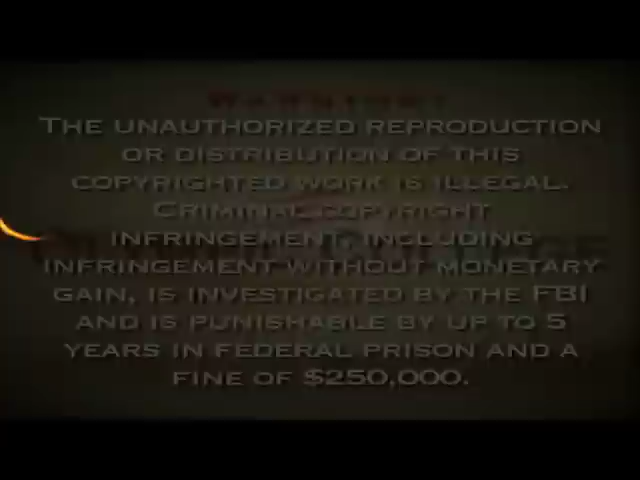 WARNING!
THE UNAUTHORIZED REPRODUCTION
OR DISTRIBUTION OF THIS
COPYRIGHTED WORK IS ILLEGAL.
CRIMINAL COPYRIGHT
INFRINGEMENT, INCLUDING
INFRINGEMENT WITHOUT MONETARY
GAIN, IS INVESTIGATED BY THE FBI
AND IS PUNISHABLE BY UP TO 5
YEARS IN FEDERAL PRISON AND A
FINE OF $250,000.